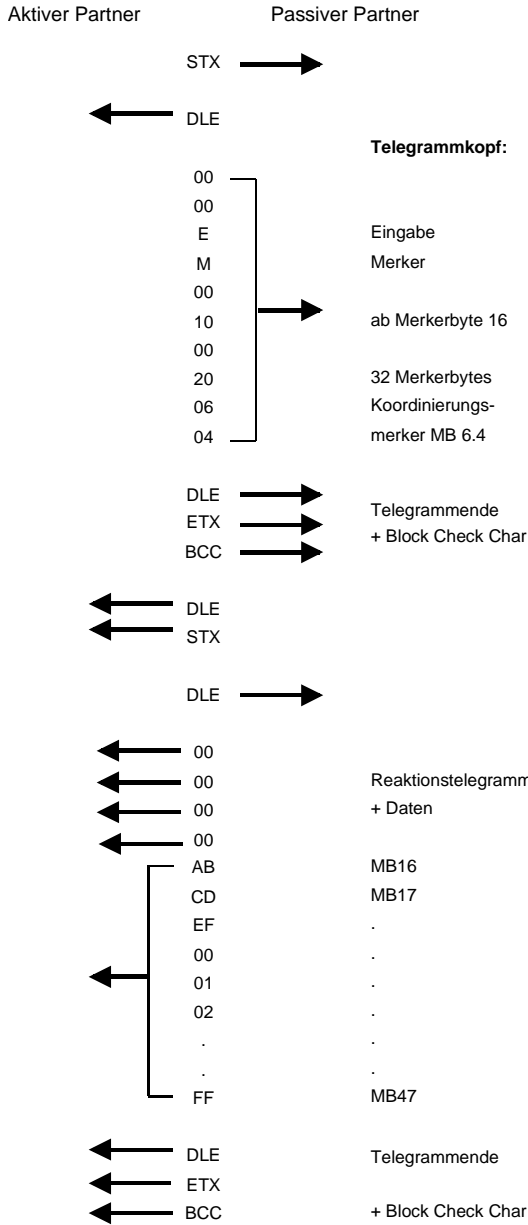 Aktiver Partner Passiver Partner
STX
DLE
Telegrammkopf:
00
00
E Eingabe
M Merker
00
10 ab Merkerbyte 16
00
20 32 Merkerbytes
06 Koordinierungs-
04 merker MB 6.4
DLE
Telegrammende
ETX
+ Block Check Char
BCC
DLE
STX
DLE
00
00 Reaktionstelegramm
00 + Daten
00
AB MB16
CD MB17
EF .
00 .
01 .
02 .
. .
. .
FF MB47
DLE Telegrammende
ETX
BCC + Block Check Char